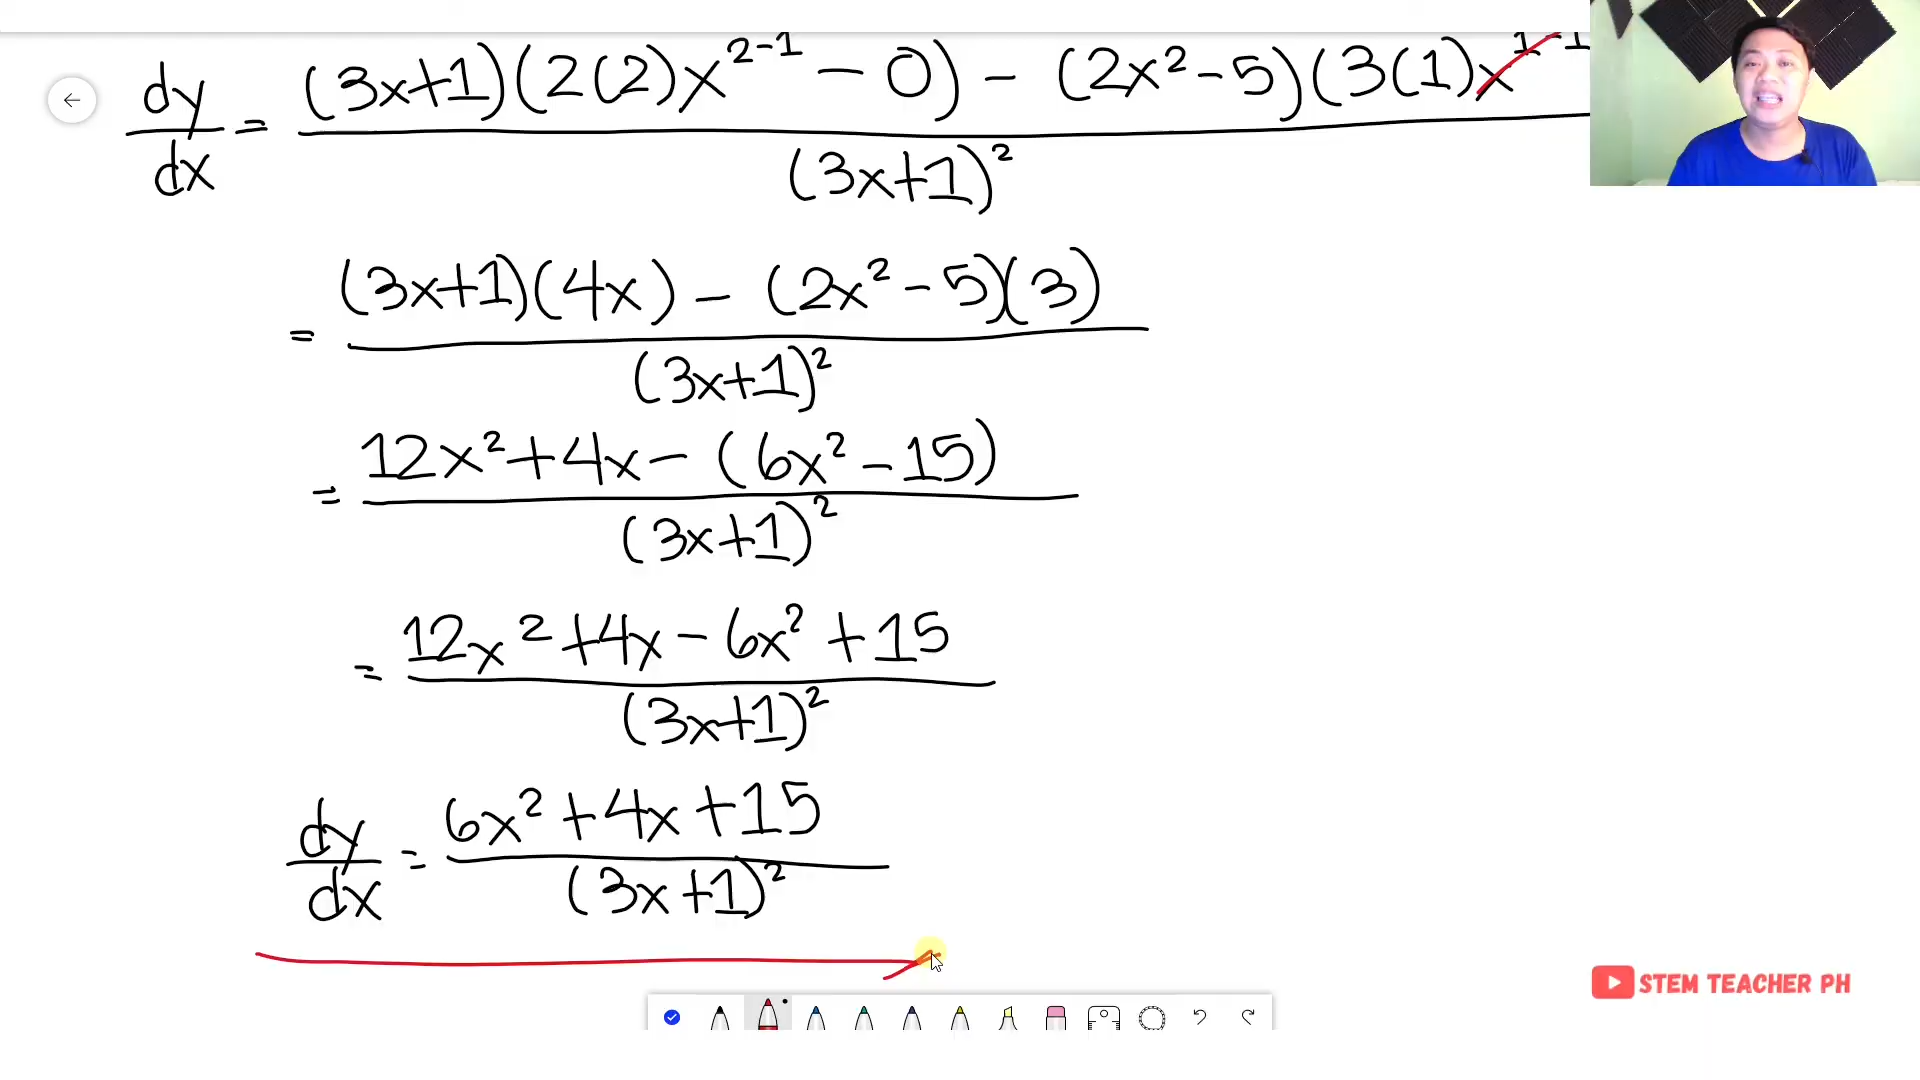 dy/dx = (3x+1)(2(2)x^(2-1) - 0) - (2x² - 5)(3(1)x^(1-1) / (3x+1)²
= (3x+1)(4x) - (2x² - 5)(3) / (3x+1)²
= 12x² + 4x - (6x² - 15) / (3x+1)²
= 12x² + 4x - 6x² + 15 / (3x+1)²
dy/dx = 6x² + 4x + 15 / (3x+1)²
STEM TEACHER PH